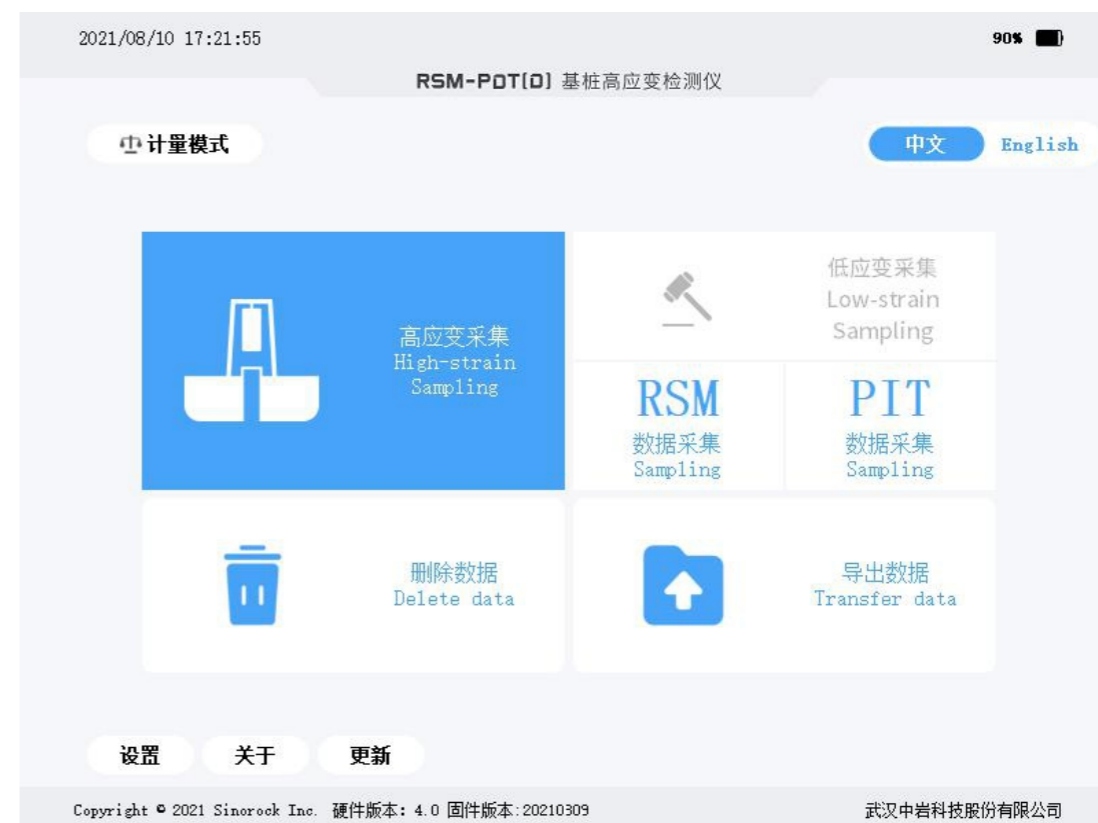 2021/08/10 17:21:55
90%
RSM-PDT(D) 基桩高应变检测仪
计量模式
中文
English
高应变采集
High-strain
Sampling
低应变采集
Low-strain
Sampling
RSM
数据采集
Sampling
PIT
数据采集
Sampling
删除数据
Delete data
导出数据
Transfer data
设置
关于
更新
Copyright © 2021 Sinorock Inc. 硬件版本: 4.0 固件版本:20210309
武汉中岩科技股份有限公司